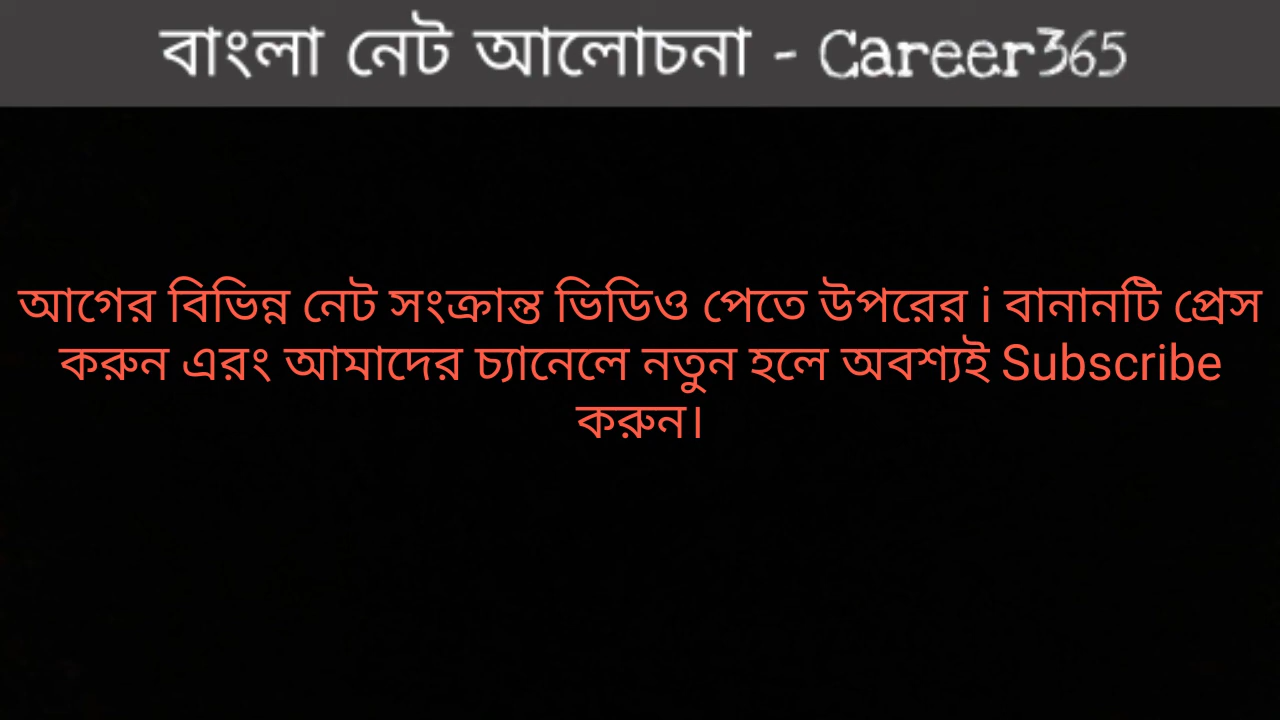 বাংলা নেট আলোচনা - Career365
আগের বিভিন্ন নেট সংক্রান্ত ভিডিও পেতে উপরের i বানানটি প্রেস
করুন এরং আমাদের চ্যানেলে নতুন হলে অবশ্যই Subscribe
করুন।